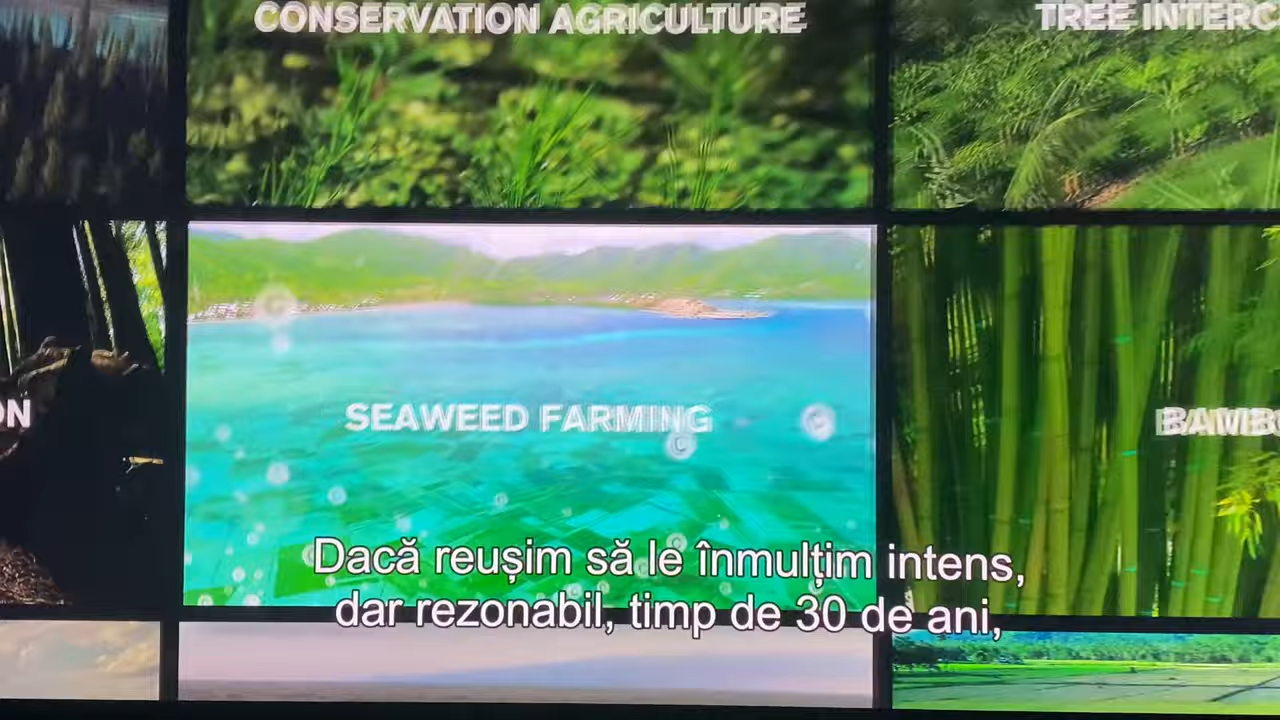 CONSERVATION AGRICULTURE
TREE INTERC
ON
SEAWEED FARMING
BAMBO
Dacă reușim să le înmulțim intens,
dar rezonabil, timp de 30 de ani,